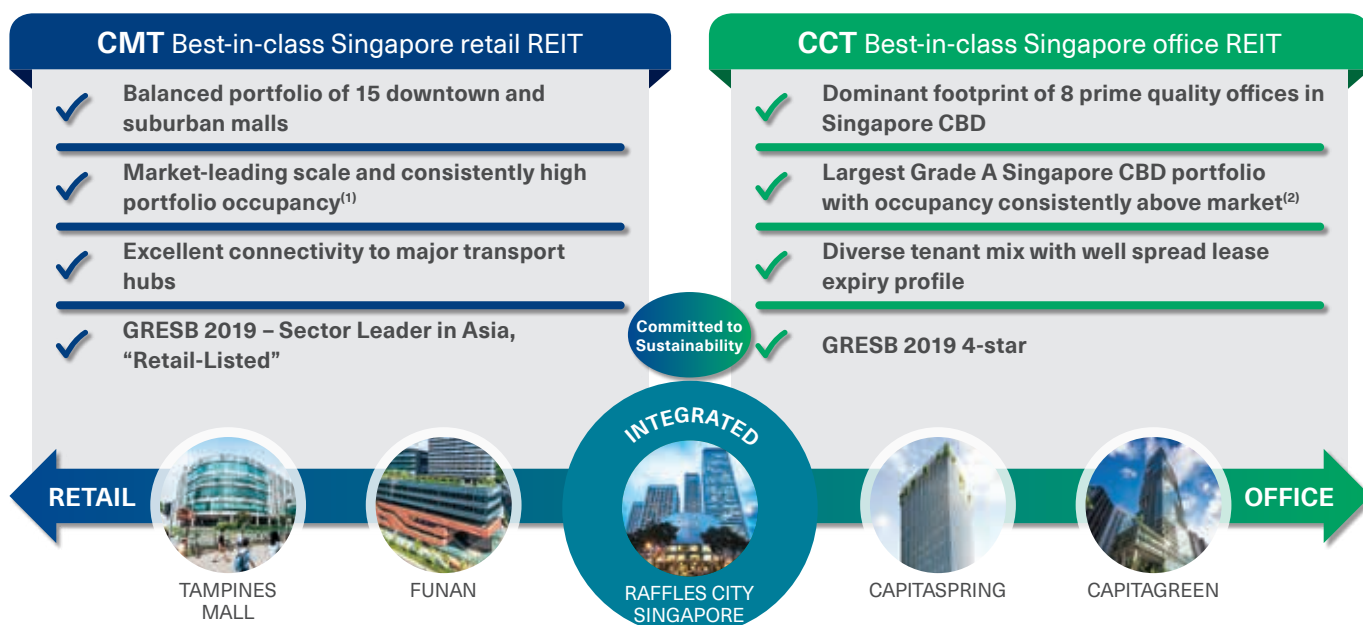 CMT Best-in-class Singapore retail REIT
Balanced portfolio of 15 downtown and
suburban malls
Market-leading scale and consistently high
portfolio occupancy(1)
Excellent connectivity to major transport
hubs
GRESB 2019 – Sector Leader in Asia,
“Retail-Listed”
CCT Best-in-class Singapore office REIT
Dominant footprint of 8 prime quality offices in
Singapore CBD
Largest Grade A Singapore CBD portfolio
with occupancy consistently above market(2)
Diverse tenant mix with well spread lease
expiry profile
GRESB 2019 4-star
Committed to
Sustainability
INTEGRATED
RETAIL
OFFICE
TAMPINES
MALL
FUNAN
RAFFLES CITY
SINGAPORE
CAPITASPRING
CAPITAGREEN